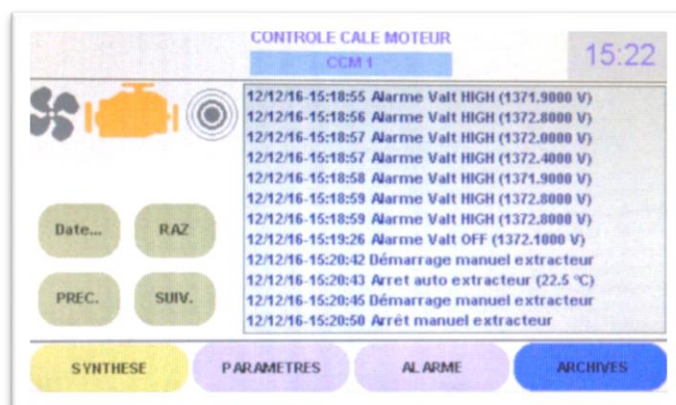 CONTROLE CALE MOTEUR
CCM 1
15:22
12/12/16-15:18:55 Alarme Valt HIGH (1371.9000 V)
12/12/16-15:18:56 Alarme Valt HIGH (1372.8000 V)
12/12/16-15:18:57 Alarme Valt HIGH (1372.0000 V)
12/12/16-15:18:57 Alarme Valt HIGH (1372.4000 V)
12/12/16-15:18:58 Alarme Valt HIGH (1371.9000 V)
12/12/16-15:18:59 Alarme Valt HIGH (1372.8000 V)
12/12/16-15:18:59 Alarme Valt HIGH (1372.8000 V)
12/12/16-15:19:26 Alarme Valt OFF (1372.1000 V)
12/12/16-15:20:42 Démarrage manuel extracteur
12/12/16-15:20:43 Arret auto extracteur (22.5 °C)
12/12/16-15:20:45 Démarrage manuel extracteur
12/12/16-15:20:50 Arrêt manuel extracteur
Date...
RAZ
PREC.
SUIV.
SYNTHESE
PARAMETRES
ALARME
ARCHIVES